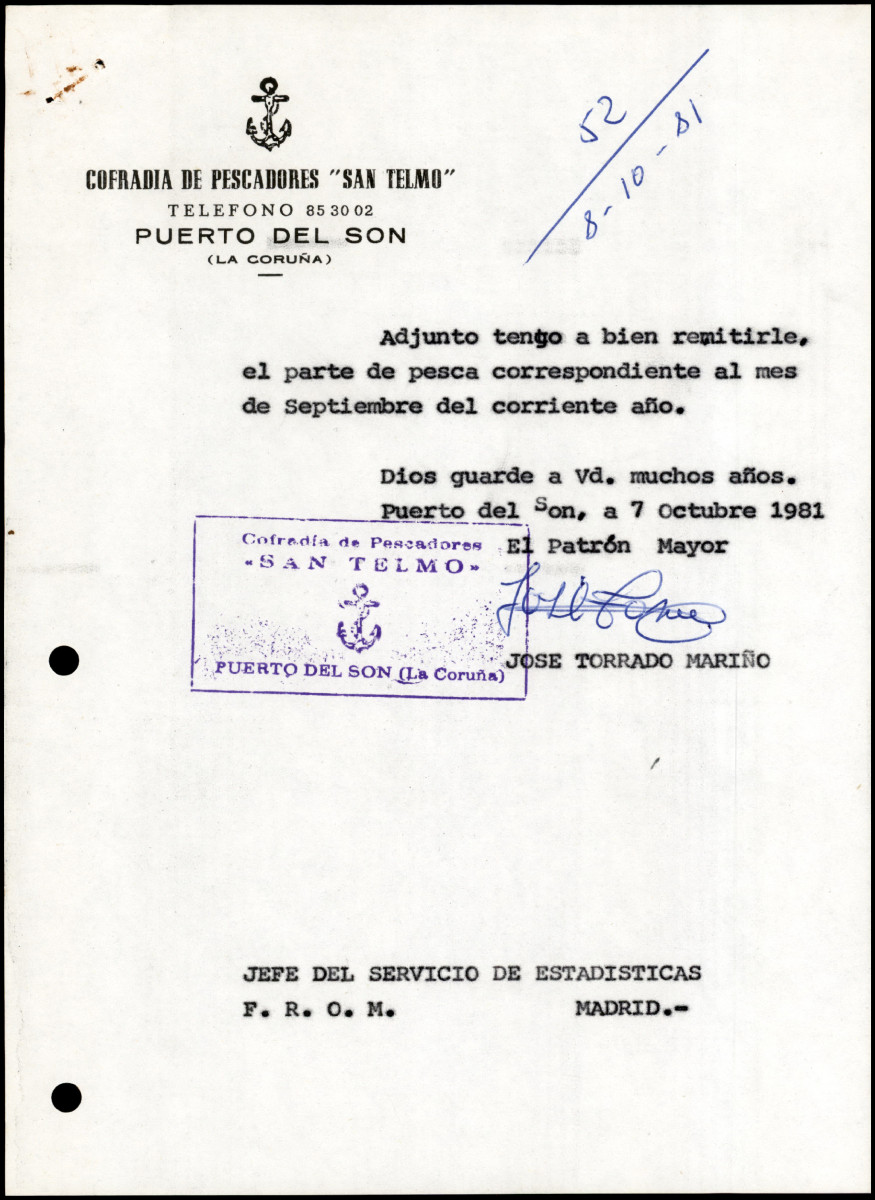 COFRADIA DE PESCADORES "SAN TELMO"
TELEFONO 85 30 02
PUERTO DEL SON
(LA CORUÑA)
52
8-10-81
Adjunto tengo a bien remitirle,
el parte de pesca correspondiente al mes
de Septiembre del corriente año.
Dios guarde a Vd. muchos años.
Puerto del Son, a 7 Octubre 1981
El Patrón Mayor
Cofradía de Pescadores
«SAN TELMO»
PUERTO DEL SON (La Coruña)
JOSE TORRADO MARIÑO
JEFE DEL SERVICIO DE ESTADISTICAS
F. R. O. M. MADRID.-